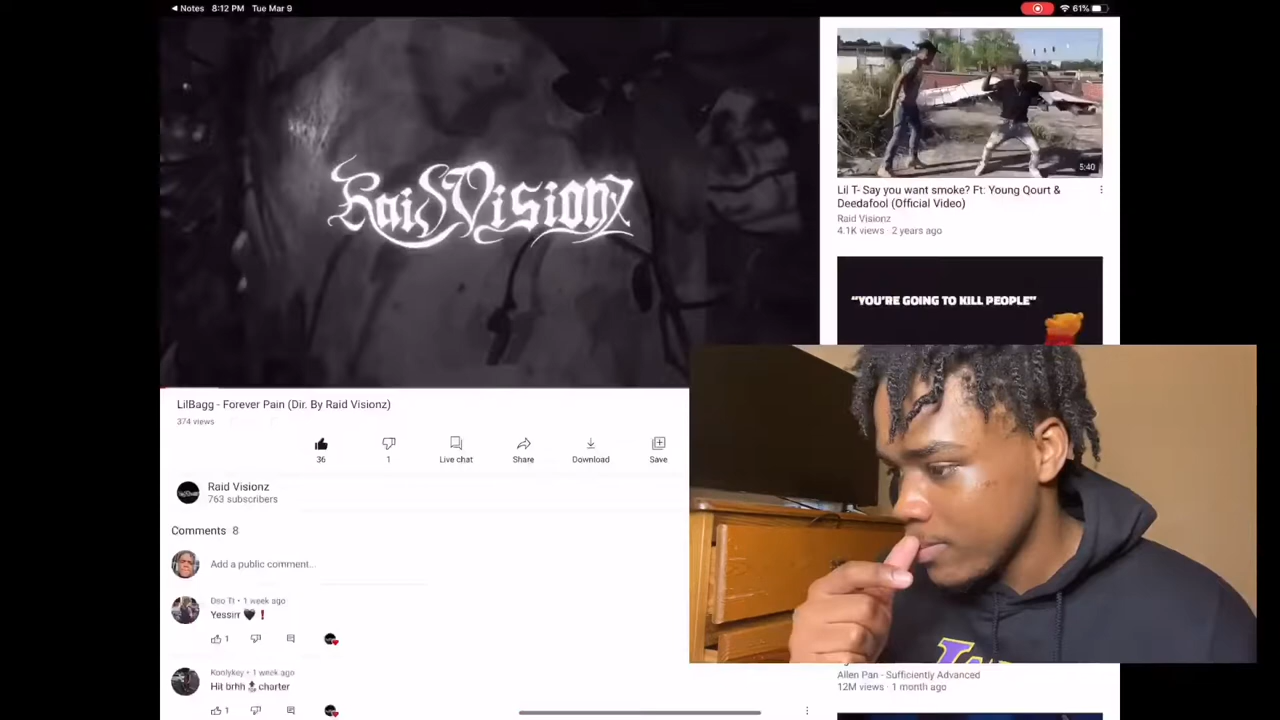 Notes 8:12 PM Tue Mar 9
61%
RaidVisionz
LilBagg - Forever Pain (Dir. By Raid Visionz)
374 views
36
1
Live chat
Share
Download
Save
Raid Visionz
763 subscribers
Comments 8
Add a public comment...
Dso Tt • 1 week ago
Yessirr 🖤❗
1
Koolykey • 1 week ago
Hit brhh charter
1
5:40
Lil T- Say you want smoke? Ft: Young Qourt &
Deedafool (Official Video)
Raid Visionz
4.1K views · 2 years ago
"YOU'RE GOING TO KILL PEOPLE"
Allen Pan - Sufficiently Advanced
12M views · 1 month ago